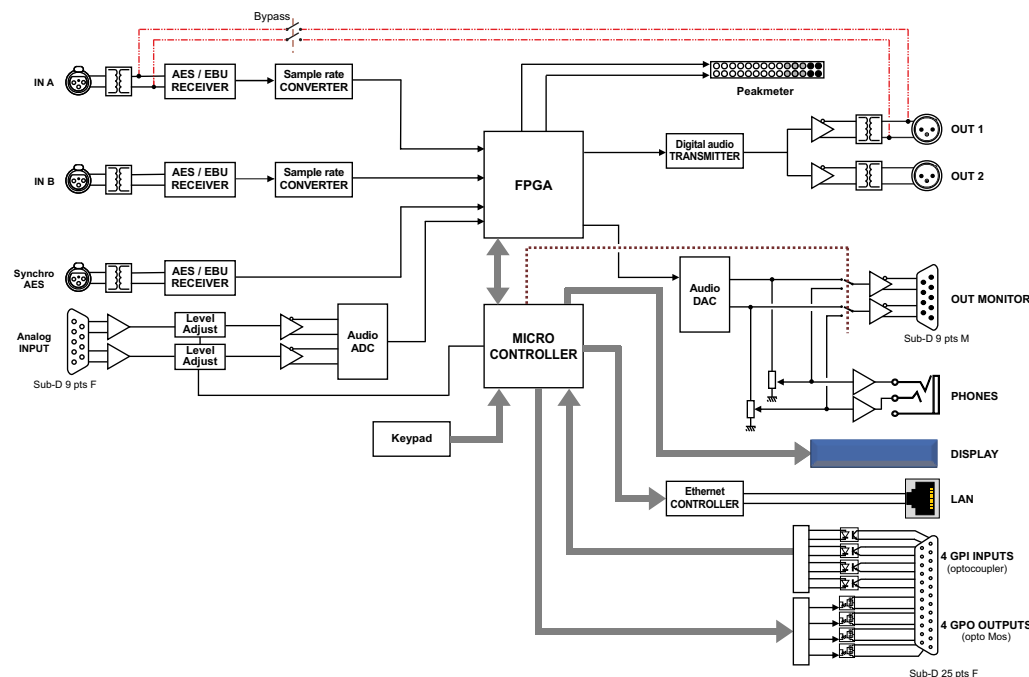 Bypass
IN A
AES / EBU
RECEIVER
Sample rate
CONVERTER
Peakmeter
OUT 1
Digital audio
TRANSMITTER
FPGA
IN B
AES / EBU
RECEIVER
Sample rate
CONVERTER
OUT 2
Synchro
AES
AES / EBU
RECEIVER
Audio
DAC
OUT MONITOR
Sub-D 9 pts M
Analog
INPUT
Sub-D 9 pts F
Level
Adjust
Level
Adjust
Audio
ADC
MICRO
CONTROLLER
PHONES
Keypad
DISPLAY
Ethernet
CONTROLLER
LAN
4 GPI INPUTS
(optocoupler)
4 GPO OUTPUTS
(opto Mos)
Sub-D 25 pts F